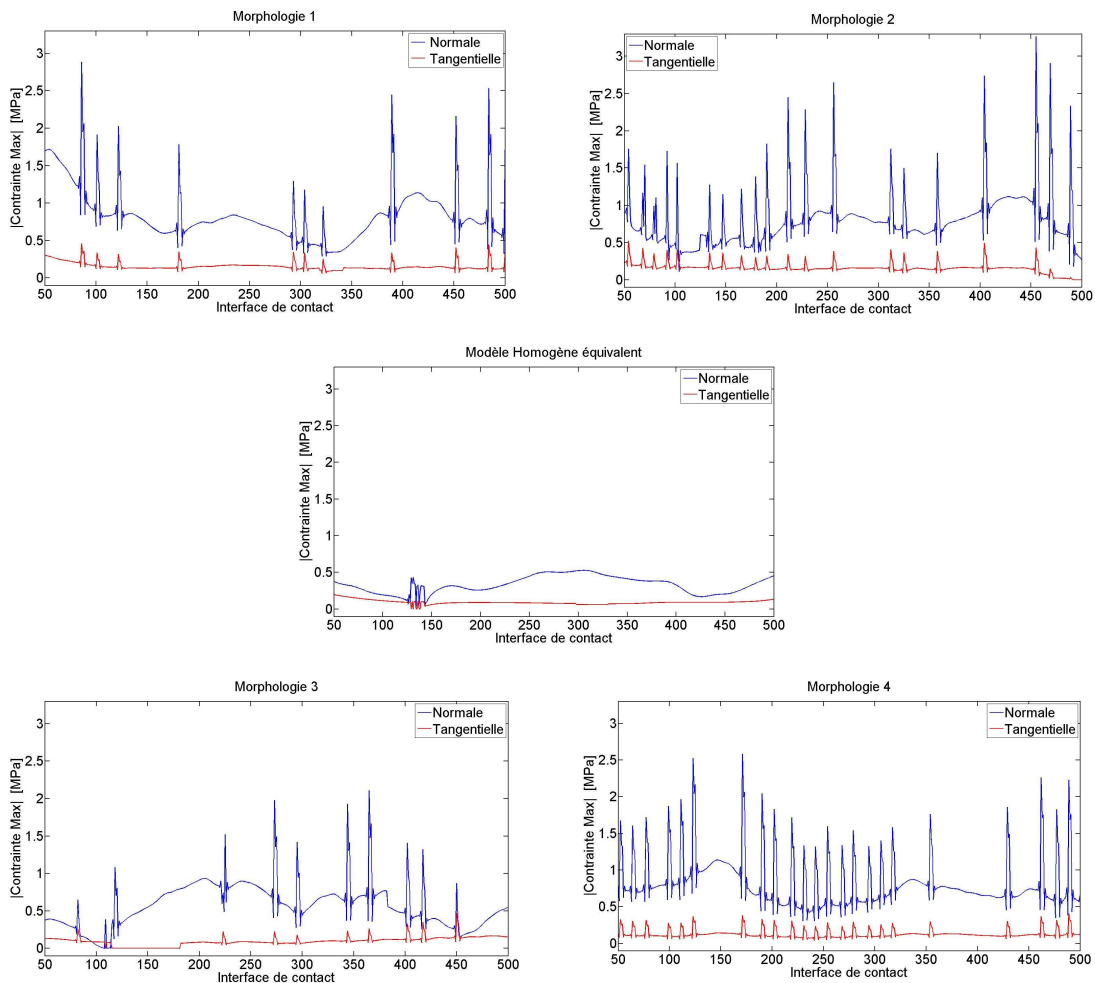 Morphologie 1
|Contrainte Max| [MPa]
3
2.5
2
1.5
1
0.5
0
Normale
Tangentielle
50 100 150 200 250 300 350 400 450 500
Interface de contact
Morphologie 2
|Contrainte Max| [MPa]
3
2.5
2
1.5
1
0.5
0
Normale
Tangentielle
50 100 150 200 250 300 350 400 450 500
Interface de contact
Modèle Homogène équivalent
|Contrainte Max| [MPa]
3
2.5
2
1.5
1
0.5
0
Normale
Tangentielle
50 100 150 200 250 300 350 400 450 500
Interface de contact
Morphologie 3
|Contrainte Max| [MPa]
3
2.5
2
1.5
1
0.5
0
Normale
Tangentielle
50 100 150 200 250 300 350 400 450 500
Interface de contact
Morphologie 4
|Contrainte Max| [MPa]
3
2.5
2
1.5
1
0.5
0
Normale
Tangentielle
50 100 150 200 250 300 350 400 450 500
Interface de contact